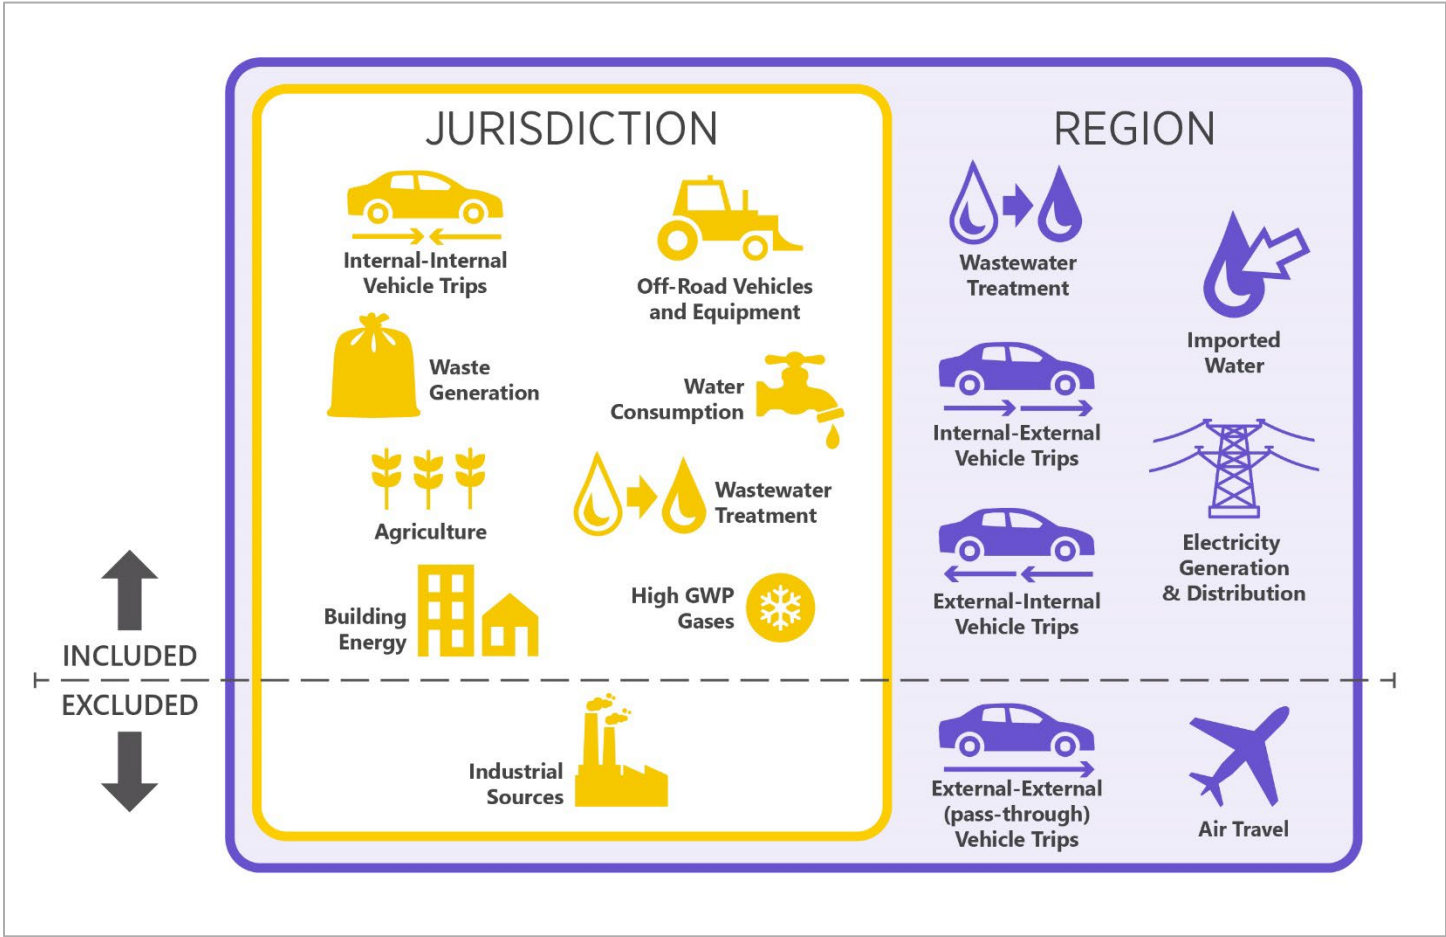 JURISDICTION
Internal-Internal
Vehicle Trips
Off-Road Vehicles
and Equipment
Waste
Generation
Water
Consumption
Agriculture
Wastewater
Treatment
Building
Energy
High GWP
Gases
Industrial
Sources
REGION
Wastewater
Treatment
Imported
Water
Internal-External
Vehicle Trips
External-Internal
Vehicle Trips
Electricity
Generation
& Distribution
External-External
(pass-through)
Vehicle Trips
Air Travel
INCLUDED
EXCLUDED